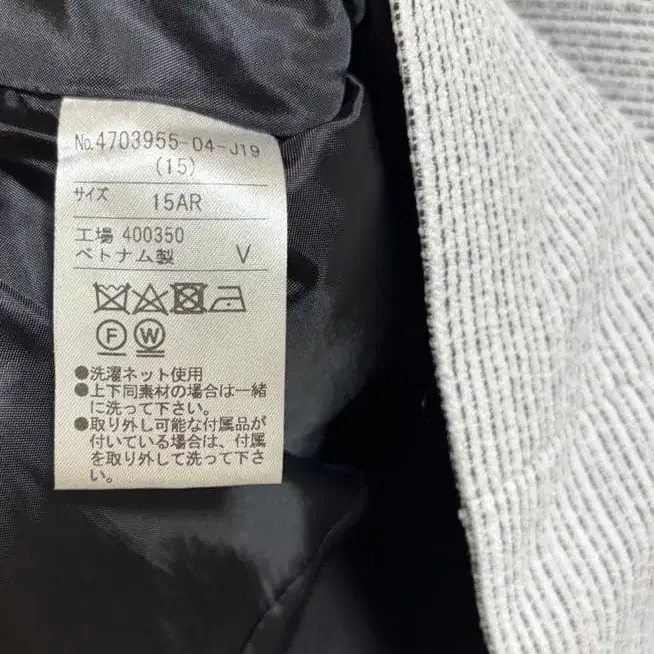 No.4703955-04-J19
(15)
サイズ 15AR
工場 400350
ベトナム製 V
F W
●洗濯ネット使用
●上下同素材の場合は一緒
に洗って下さい。
●取り外し可能な付属品が
付いている場合は、付属
を取り外して洗って下さ
い。